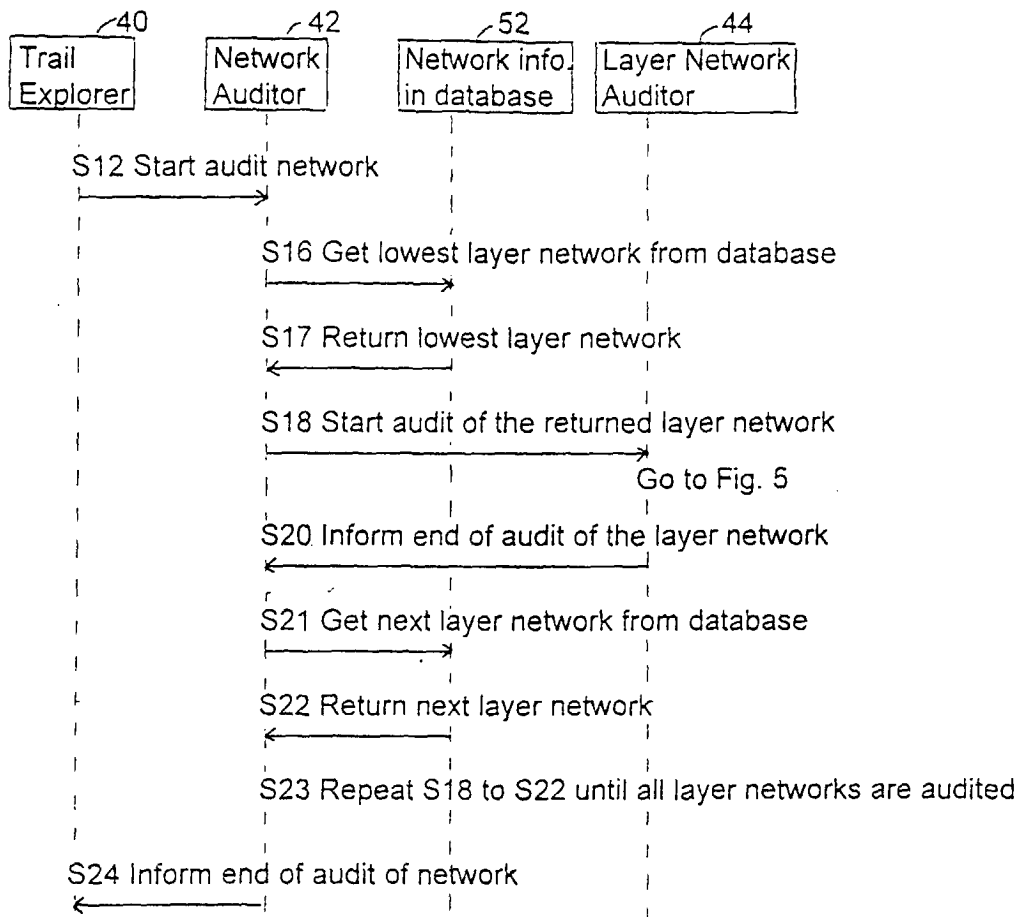 40
42
52
44
Trail
Explorer
Network
Auditor
Network info.
in database
Layer Network
Auditor
S12 Start audit network
S16 Get lowest layer network from database
S17 Return lowest layer network
S18 Start audit of the returned layer network
Go to Fig. 5
S20 Inform end of audit of the layer network
S21 Get next layer network from database
S22 Return next layer network
S23 Repeat S18 to S22 until all layer networks are audited
S24 Inform end of audit of network